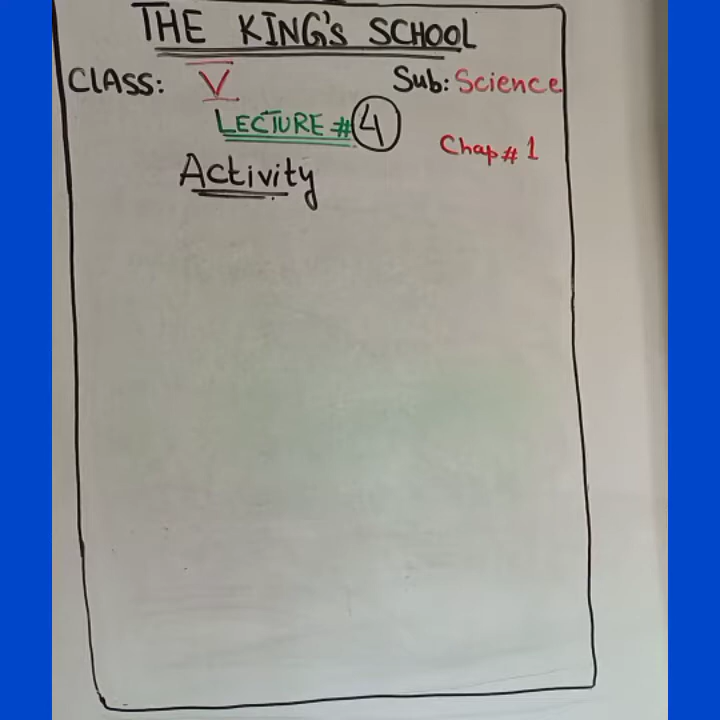 THE KING'S SCHOOL
CLASS: V Sub: Science
LECTURE # 4
Chap # 1
Activity